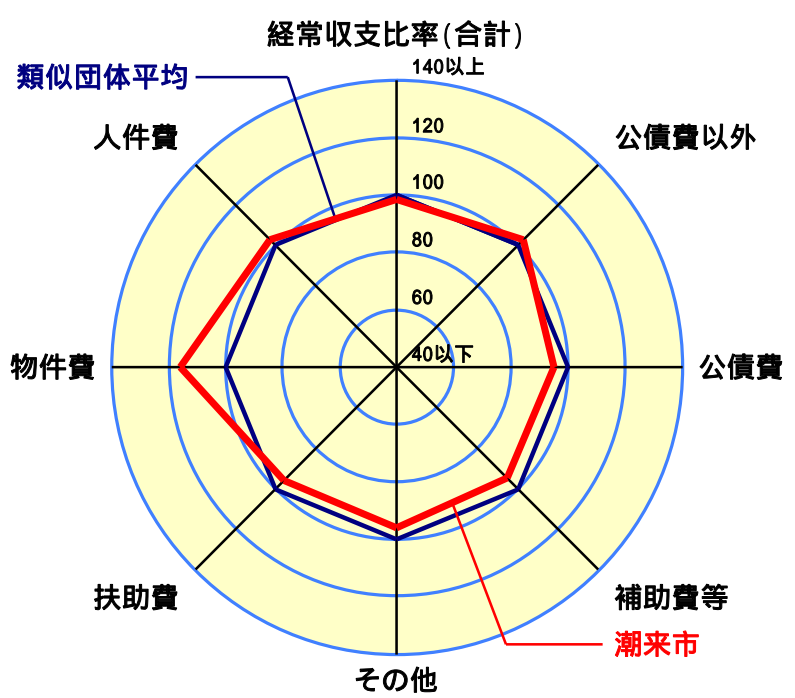 経常収支比率(合計)
類似団体平均
140以上
人件費
120
公債費以外
100
80
60
40以下
物件費
公債費
扶助費
補助費等
潮来市
その他